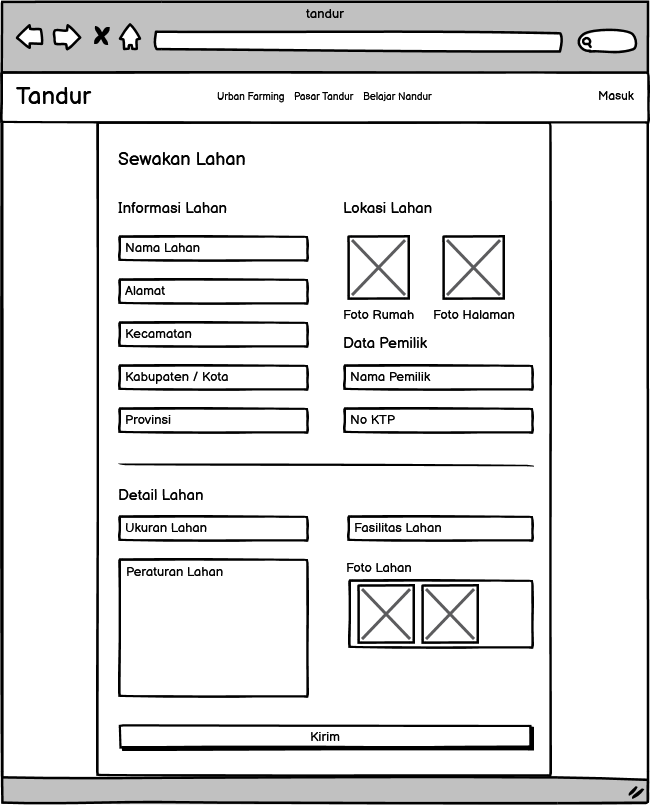 tandur
Tandur
Urban Farming Pasar Tandur Belajar Nandur
Masuk
Sewakan Lahan
Informasi Lahan
Nama Lahan
Alamat
Kecamatan
Kabupaten / Kota
Provinsi
Lokasi Lahan
Foto Rumah Foto Halaman
Data Pemilik
Nama Pemilik
No KTP
Detail Lahan
Ukuran Lahan
Peraturan Lahan
Fasilitas Lahan
Foto Lahan
Kirim